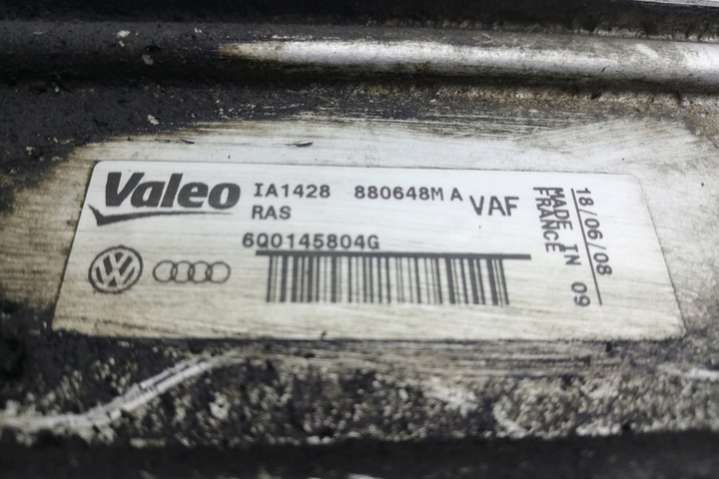 Valeo IA1428 880648M A VAF
RAS
6Q0145804G
18/06/08
MADE IN
FRANCE
09